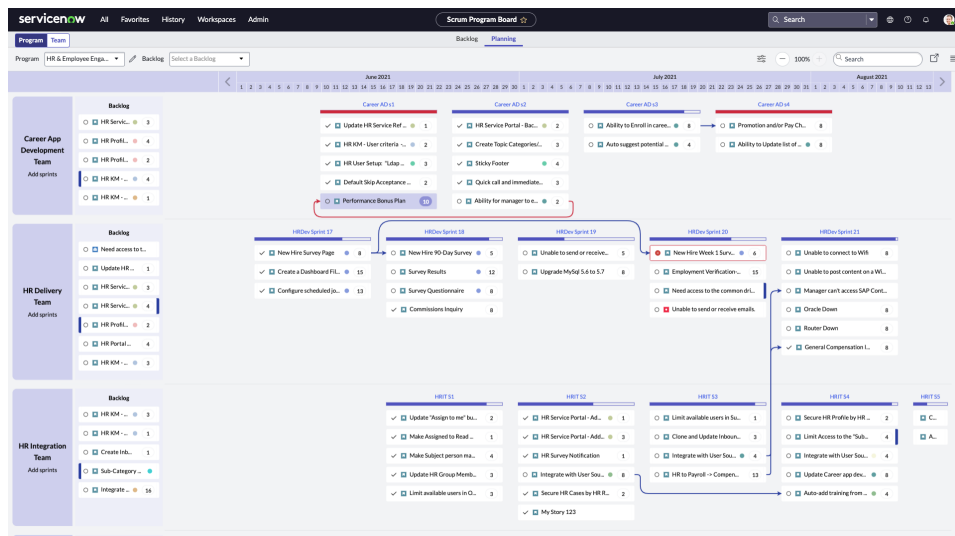 servicenow All Favorites History Workspaces Admin Scrum Program Board Search
Program Team Backlog Planning
Program HR & Employee Enga... Backlog Select a Backlog 100% Search
June 2021 July 2021 August 2021
1 2 3 4 5 6 7 8 9 10 11 12 13 14 15 16 17 18 19 20 21 22 23 24 25 26 27 28 29 30 1 2 3 4 5 6 7 8 9 10 11 12 13 14 15 16 17 18 19 20 21 22 23 24 25 26 27 28 29 30 31 1 2 3 4 5 6 7 8 9 10 11 12 13
Career App
Development
Team
Add sprints
Backlog
HR Servic... 3
HR Profil... 4
HR Profil... 2
HR KM -... 4
HR KM -... 1
Career AD s1
Update HR Service Ref ... 1
HR KM - User criteria -... 2
HR User Setup: "Ldap ... 3
Default Skip Acceptance ... 2
Performance Bonus Plan 10
Career AD s2
HR Service Portal - Bac... 2
Create Topic Categories/... 3
Sticky Footer 4
Quick call and immediate... 3
Ability for manager to e... 2
Career AD s3
Ability to Enroll in caree... 8
Auto suggest potential ... 4
Career AD s4
Promotion and/or Pay Ch... 8
Ability to Update list of ... 8
HR Delivery
Team
Add sprints
Backlog
Need access to t...
Update HR ... 1
HR Servic... 3
HR Servic... 4
HR Profil... 2
HR Portal ... 4
HR KM -... 3
HRDev Sprint 17
New Hire Survey Page 8
Create a Dashboard Fil... 15
Configure scheduled jo... 13
HRDev Sprint 18
New Hire 90-Day Survey 5
Survey Results 12
Survey Questionnaire 8
Commissions Inquiry 8
HRDev Sprint 19
Unable to send or receive... 5
Upgrade MySql 5.6 to 5.7 8
HRDev Sprint 20
New Hire Week 1 Surv... 6
Employment Verification-... 15
Need access to the common dri...
Unable to send or receive emails.
HRDev Sprint 21
Unable to connect to Wifi 8
Unable to post content on a Wi...
Manager can't access SAP Cont...
Oracle Down 8
Router Down 8
General Compensation I... 8
HR Integration
Team
Add sprints
Backlog
HR KM -... 3
HR KM -... 1
Create Inb... 1
Sub-Category ...
Integrate ... 16
HRIT S1
Update "Assign to me" bu... 2
Make Assigned to Read ... 1
Make Subject person ma... 4
Update HR Group Memb... 3
Limit available users in O... 3
HRIT S2
HR Service Portal - Ad... 1
HR Service Portal - Add... 3
HR Survey Notification 1
Integrate with User Sou... 8
Secure HR Cases by HR R... 2
My Story 123
HRIT S3
Limit available users in Su... 1
Clone and Update Inboun... 3
Integrate with User Sou... 4
HR to Payroll -> Compen... 13
HRIT S4
Secure HR Profile by HR ... 2
Limit Access to the "Sub... 4
Integrate with User Sou... 4
Update Career app dev... 8
Auto-add training from ... 4
HRIT S5
C...
A...